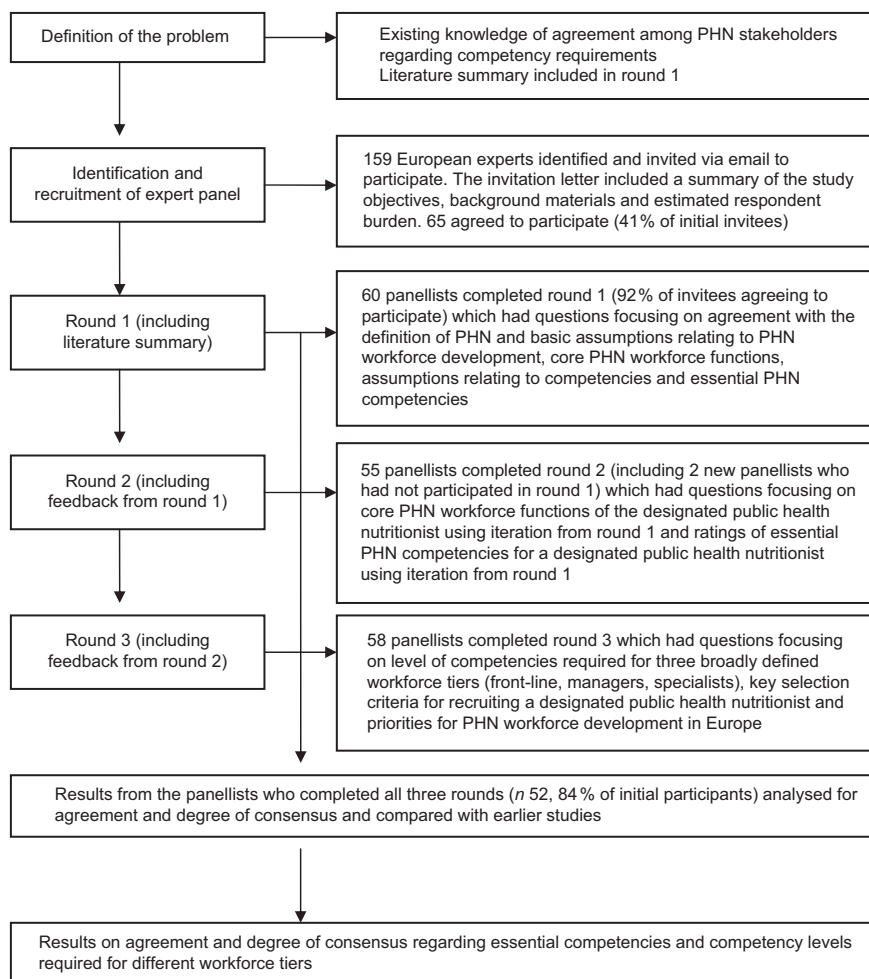 Definition of the problem
Existing knowledge of agreement among PHN stakeholders
regarding competency requirements
Literature summary included in round 1
Identification and
recruitment of expert panel
159 European experts identified and invited via email to
participate. The invitation letter included a summary of the study
objectives, background materials and estimated respondent
burden. 65 agreed to participate (41% of initial invitees)
Round 1 (including
literature summary)
60 panellists completed round 1 (92% of invitees agreeing to
participate) which had questions focusing on agreement with the
definition of PHN and basic assumptions relating to PHN
workforce development, core PHN workforce functions,
assumptions relating to competencies and essential PHN
competencies
Round 2 (including
feedback from round 1)
55 panellists completed round 2 (including 2 new panellists who
had not participated in round 1) which had questions focusing on
core PHN workforce functions of the designated public health
nutritionist using iteration from round 1 and ratings of essential
PHN competencies for a designated public health nutritionist
using iteration from round 1
Round 3 (including
feedback from round 2)
58 panellists completed round 3 which had questions focusing
on level of competencies required for three broadly defined
workforce tiers (front-line, managers, specialists), key selection
criteria for recruiting a designated public health nutritionist and
priorities for PHN workforce development in Europe
Results from the panellists who completed all three rounds (n 52, 84% of initial participants) analysed for
agreement and degree of consensus and compared with earlier studies
Results on agreement and degree of consensus regarding essential competencies and competency levels
required for different workforce tiers